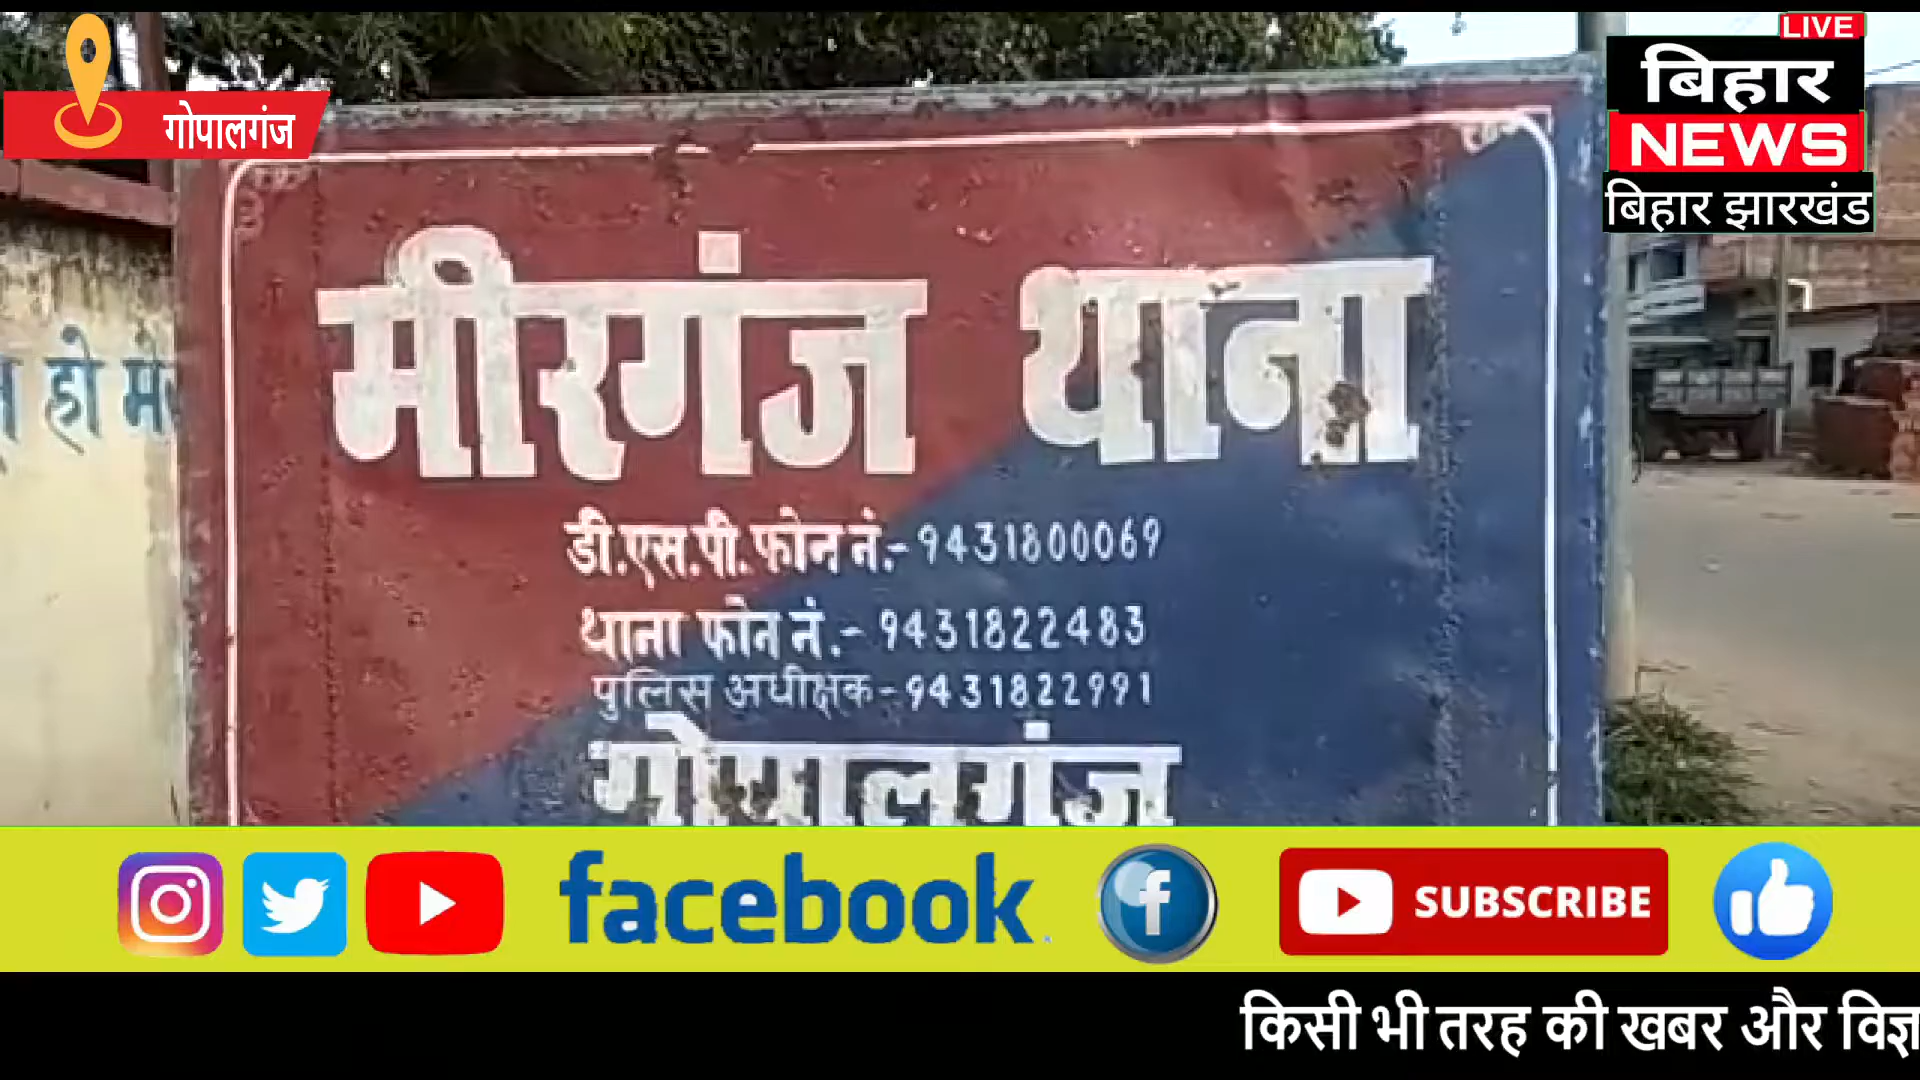 गोपालगंज
LIVE
बिहार
NEWS
बिहार झारखंड
मीरगंज थाना
डी.एस.पी. फोन नं.- 9431800069
थाना फोन नं.- 9431822483
पुलिस अधीक्षक- 9431822991
गोपालगंज
हो
facebook
SUBSCRIBE
किसी भी तरह की खबर और